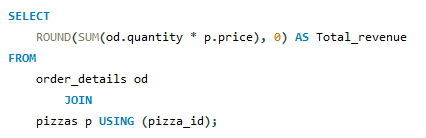 SELECT
ROUND(SUM(od.quantity * p.price), 0) AS Total_revenue
FROM
order_details od
JOIN
pizzas p USING (pizza_id);